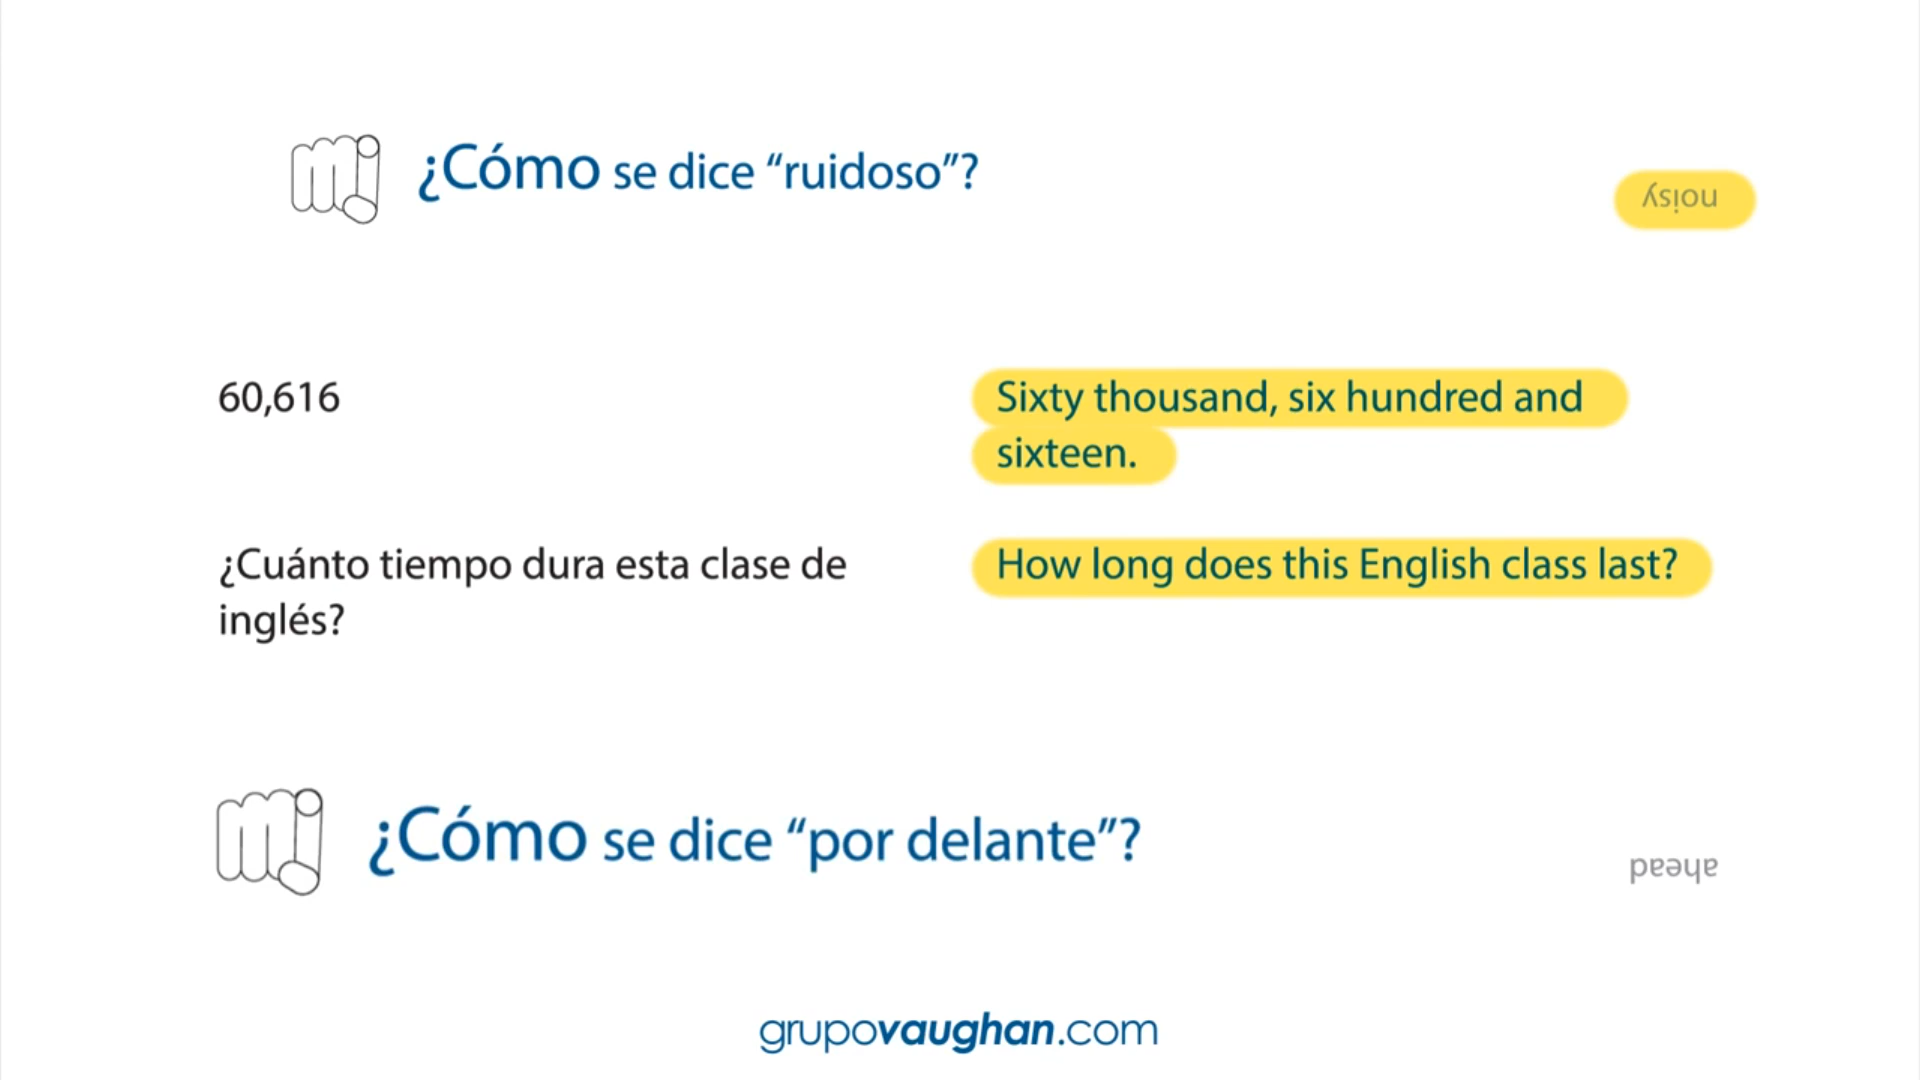 ¿Cómo se dice “ruidoso”?
noisy
60,616
Sixty thousand, six hundred and
sixteen.
¿Cuánto tiempo dura esta clase de
inglés?
How long does this English class last?
¿Cómo se dice “por delante”?
ahead
grupovaughan.com